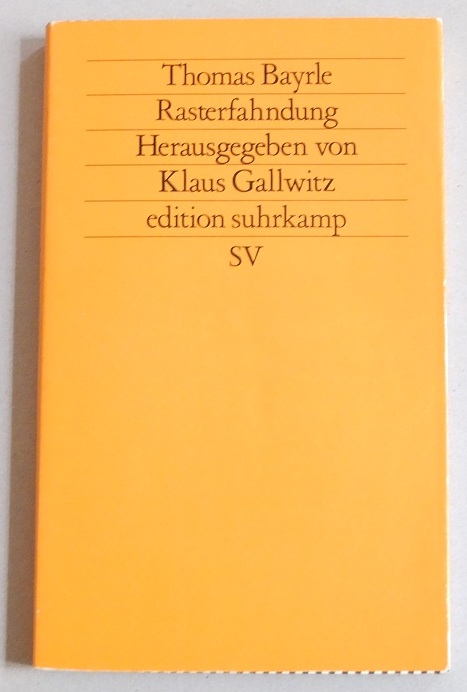 Thomas Bayrle
Rasterfahndung
Herausgegeben von
Klaus Gallwitz
edition suhrkamp
SV